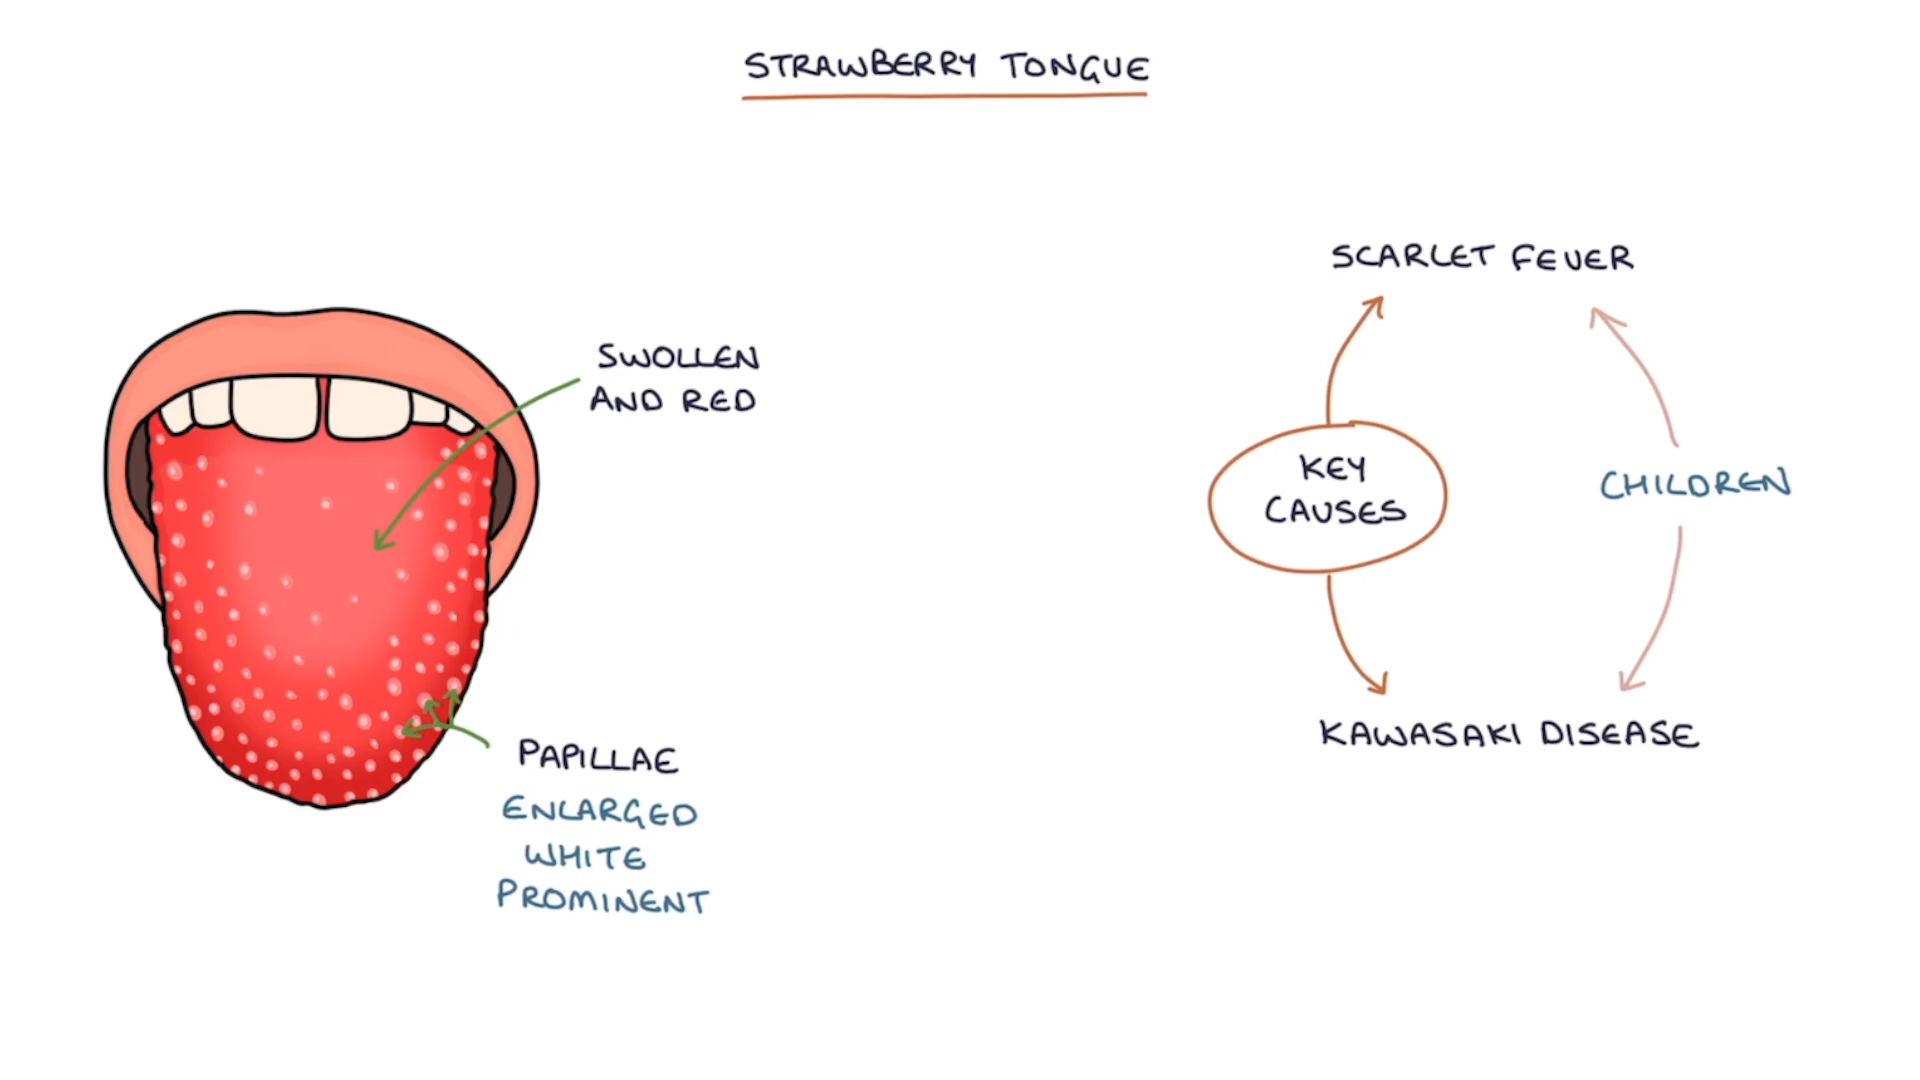 STRAWBERRY TONGUE
SWOLLEN
AND RED
PAPILLAE
ENLARGED
WHITE
PROMINENT
SCARLET FEVER
KEY
CAUSES
CHILDREN
KAWASAKI DISEASE